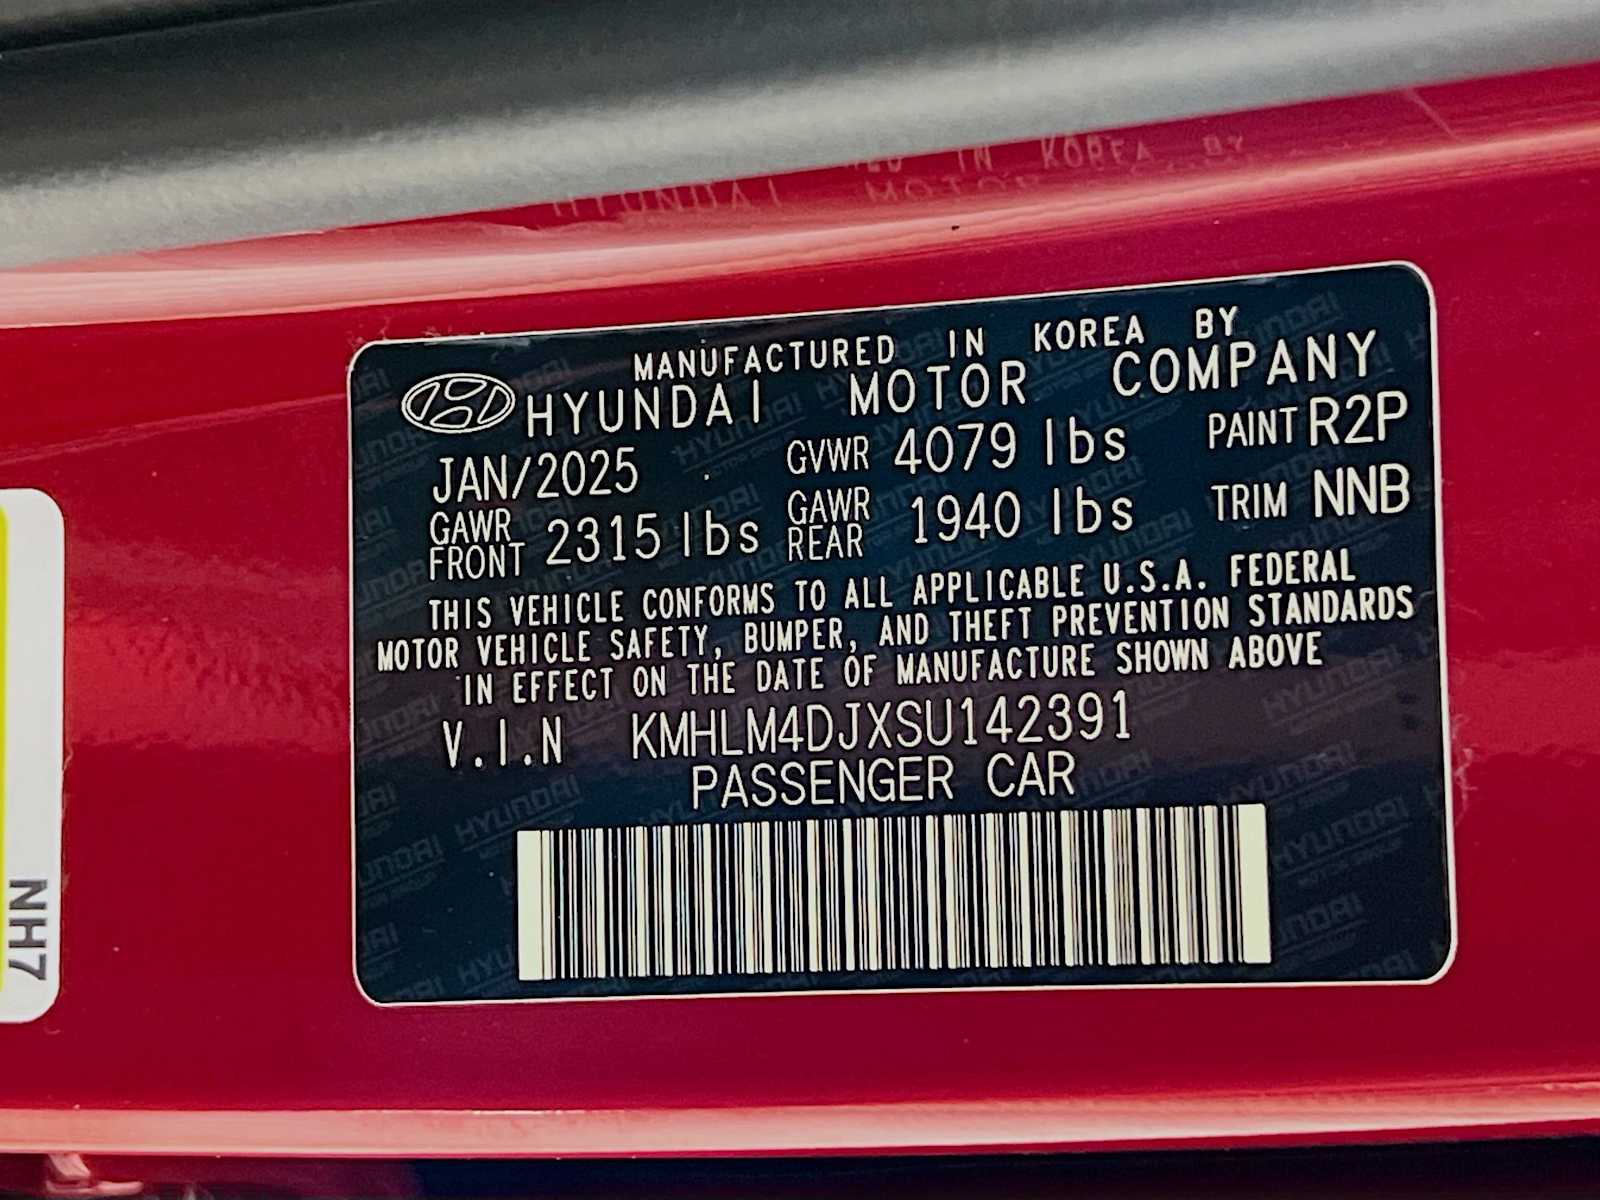 MANUFACTURED IN KOREA BY
HYUNDAI MOTOR COMPANY
JAN/2025 GVWR 4079 lbs PAINT R2P
GAWR FRONT 2315 lbs GAWR REAR 1940 lbs TRIM NNB
THIS VEHICLE CONFORMS TO ALL APPLICABLE U.S.A. FEDERAL
MOTOR VEHICLE SAFETY, BUMPER, AND THEFT PREVENTION STANDARDS
IN EFFECT ON THE DATE OF MANUFACTURE SHOWN ABOVE
V.I.N KMHLM4DJXSU142391
PASSENGER CAR
NH7